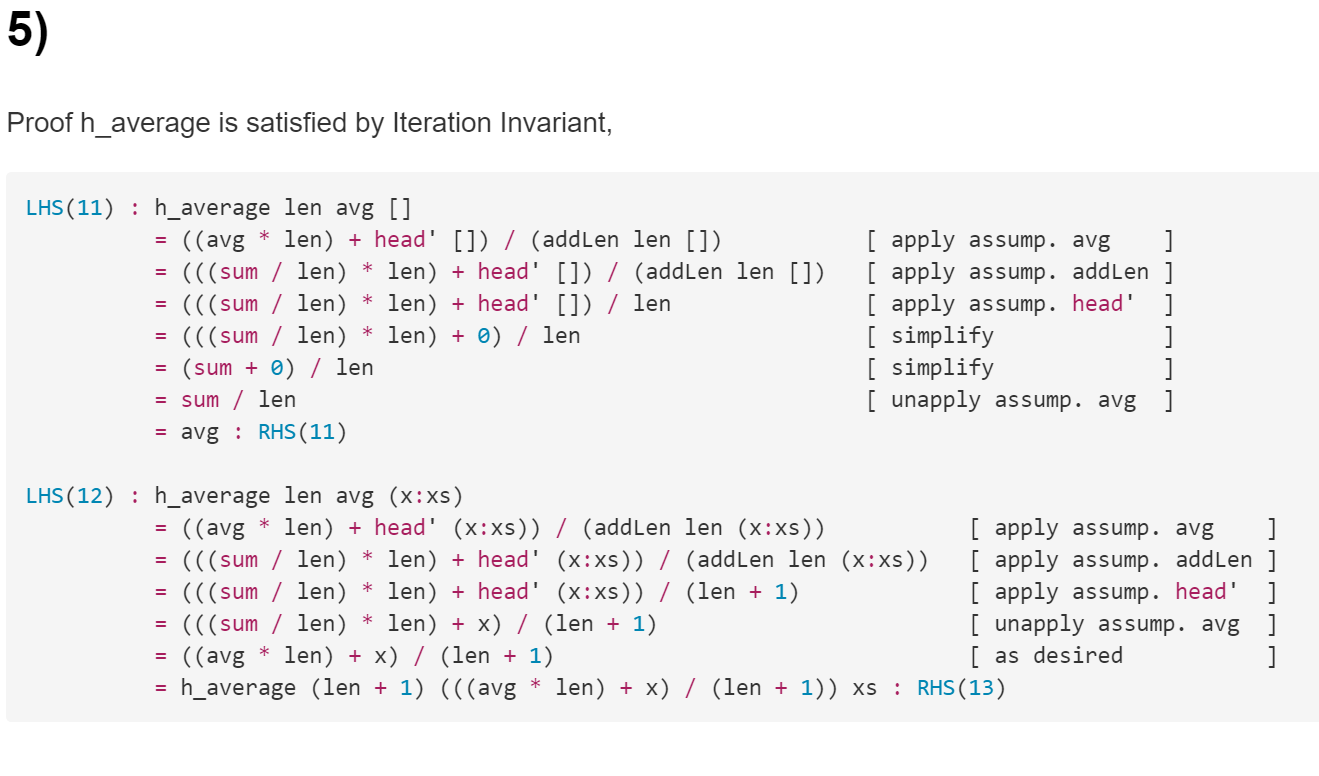 5)
Proof h_average is satisfied by Iteration Invariant,
LHS(11) : h_average len avg []
= ((avg * len) + head' []) / (addLen len []) [ apply assump. avg ]
= (((sum / len) * len) + head' []) / (addLen len []) [ apply assump. addLen ]
= (((sum / len) * len) + head' []) / len [ apply assump. head' ]
= (((sum / len) * len) + 0) / len [ simplify ]
= (sum + 0) / len [ simplify ]
= sum / len [ unapply assump. avg ]
= avg : RHS(11)
LHS(12) : h_average len avg (x:xs)
= ((avg * len) + head' (x:xs)) / (addLen len (x:xs)) [ apply assump. avg ]
= (((sum / len) * len) + head' (x:xs)) / (addLen len (x:xs)) [ apply assump. addLen ]
= (((sum / len) * len) + head' (x:xs)) / (len + 1) [ apply assump. head' ]
= (((sum / len) * len) + x) / (len + 1) [ unapply assump. avg ]
= ((avg * len) + x) / (len + 1) [ as desired ]
= h_average (len + 1) (((avg * len) + x) / (len + 1)) xs : RHS(13)